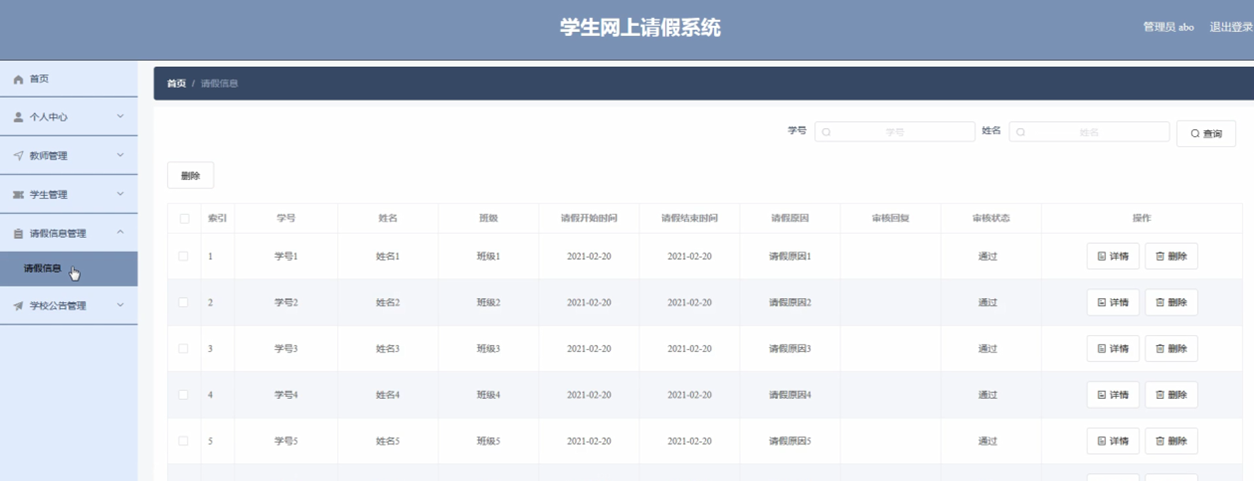 学生网上请假系统
管理员 abo 退出登录
首页
首页 / 请假信息
个人中心
学号 学号 姓名 姓名 查询
教师管理
删除
学生管理
索引 学号 姓名 班级 请假开始时间 请假结束时间 请假原因 审核回复 审核状态 操作
请假信息管理
1 学号1 姓名1 班级1 2021-02-20 2021-02-20 请假原因1 通过 详情 删除
请假信息
2 学号2 姓名2 班级2 2021-02-20 2021-02-20 请假原因2 通过 详情 删除
学校公告管理
3 学号3 姓名3 班级3 2021-02-20 2021-02-20 请假原因3 通过 详情 删除
4 学号4 姓名4 班级4 2021-02-20 2021-02-20 请假原因4 通过 详情 删除
5 学号5 姓名5 班级5 2021-02-20 2021-02-20 请假原因5 通过 详情 删除